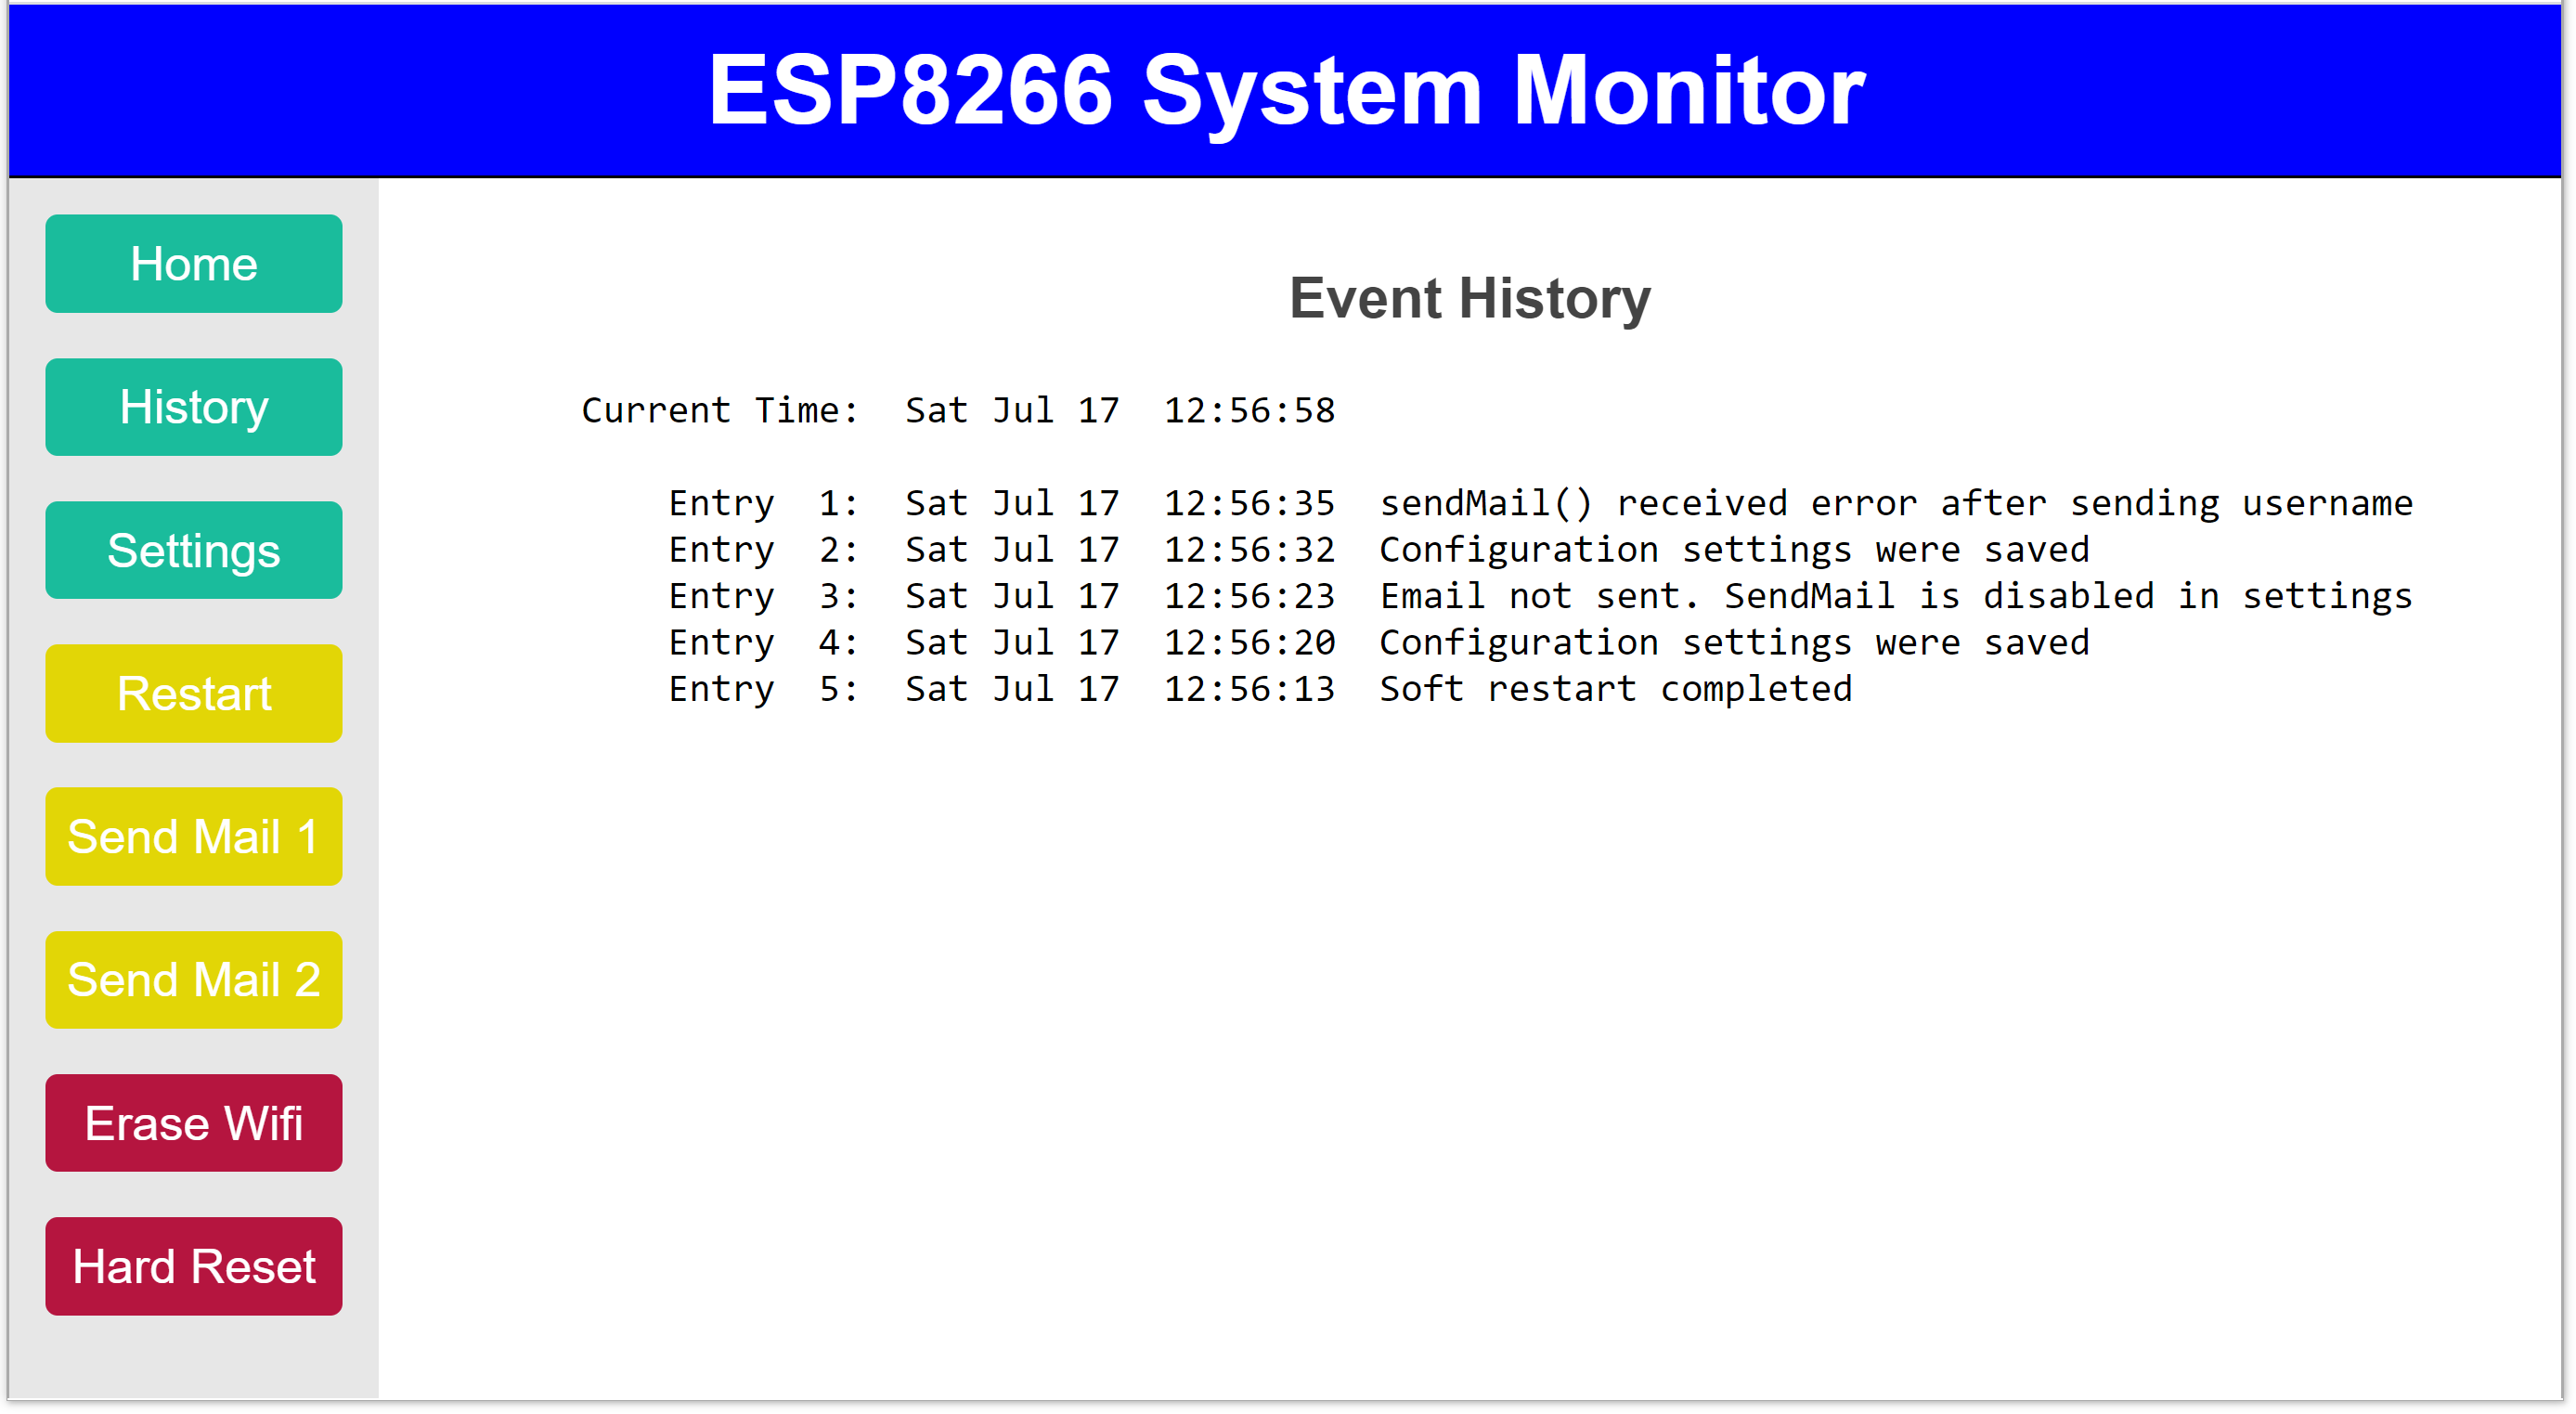 ESP8266 System Monitor
Home
History
Settings
Restart
Send Mail 1
Send Mail 2
Erase Wifi
Hard Reset
Event History
Current Time:  Sat Jul 17  12:56:58
Entry  1:  Sat Jul 17  12:56:35  sendMail() received error after sending username
Entry  2:  Sat Jul 17  12:56:32  Configuration settings were saved
Entry  3:  Sat Jul 17  12:56:23  Email not sent. SendMail is disabled in settings
Entry  4:  Sat Jul 17  12:56:20  Configuration settings were saved
Entry  5:  Sat Jul 17  12:56:13  Soft restart completed